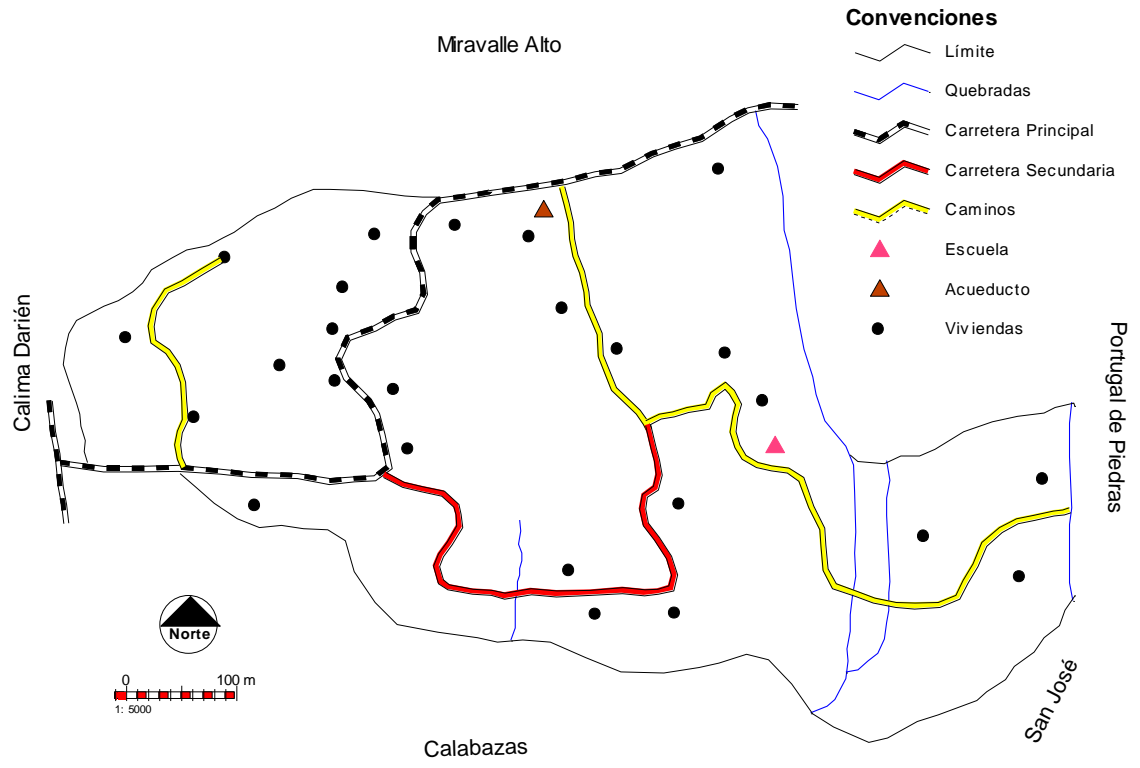 Convenciones
Miravalle Alto
Límite
Quebradas
Carretera Principal
Carretera Secundaria
Caminos
Escuela
Acueducto
Viviendas
Calima Darién
Portugal de Piedras
Norte
0 100 m
1: 5000
San José
Calabazas